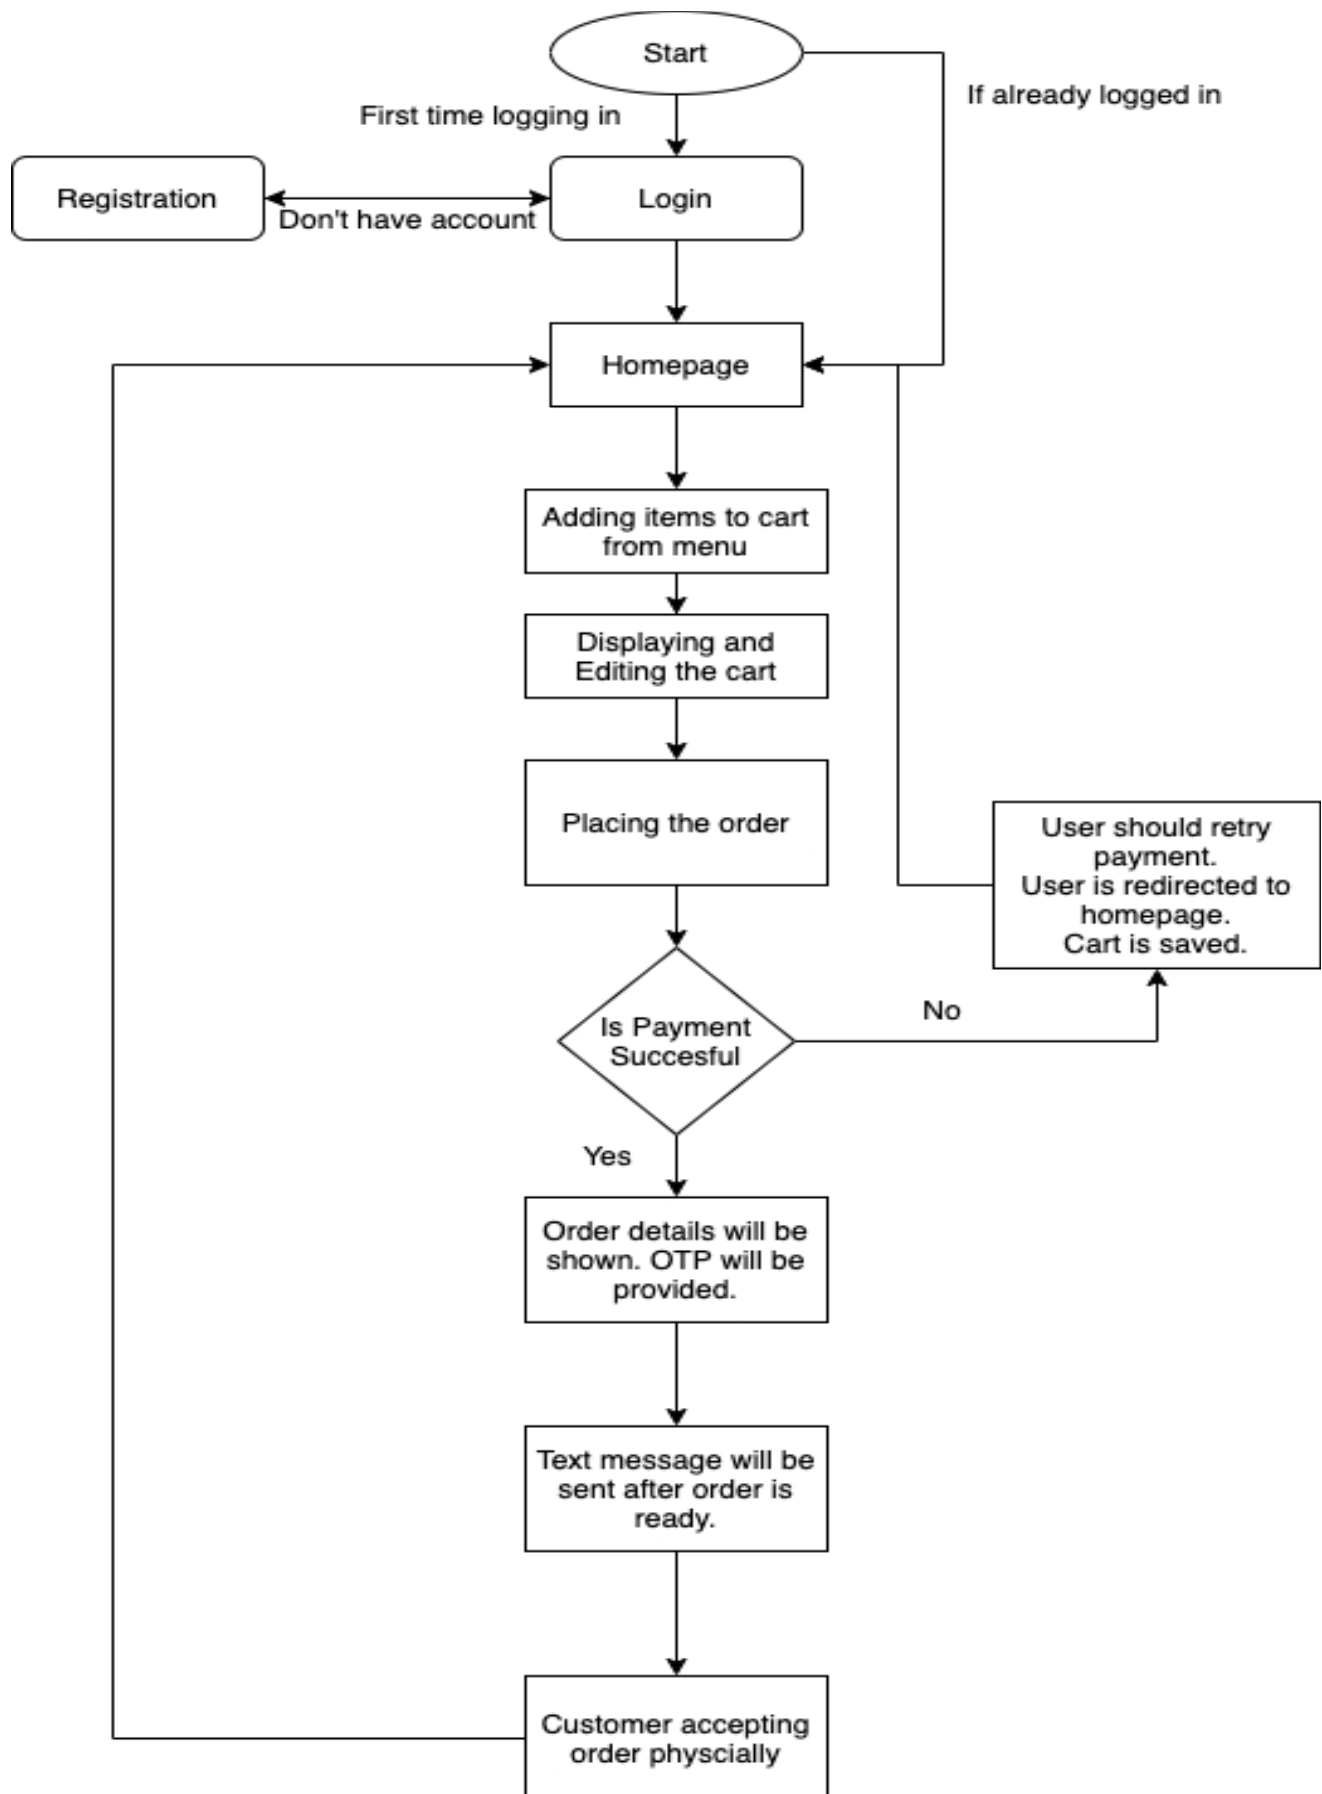 Start
If already logged in
First time logging in
Registration
Don't have account
Login
Homepage
Adding items to cart
from menu
Displaying and
Editing the cart
Placing the order
User should retry
payment.
User is redirected to
homepage.
Cart is saved.
Is Payment
Succesful
No
Yes
Order details will be
shown. OTP will be
provided.
Text message will be
sent after order is
ready.
Customer accepting
order physcially